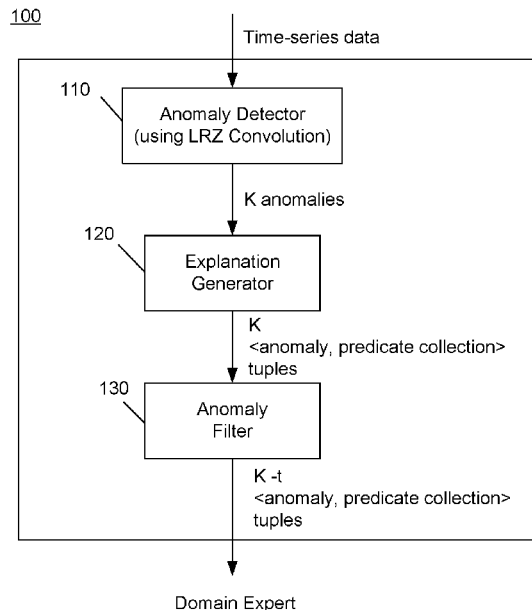 100
Time-series data
110
Anomaly Detector
(using LRZ Convolution)
K anomalies
120
Explanation
Generator
K
<anomaly, predicate collection>
tuples
130
Anomaly
Filter
K -t
<anomaly, predicate collection>
tuples
Domain Expert